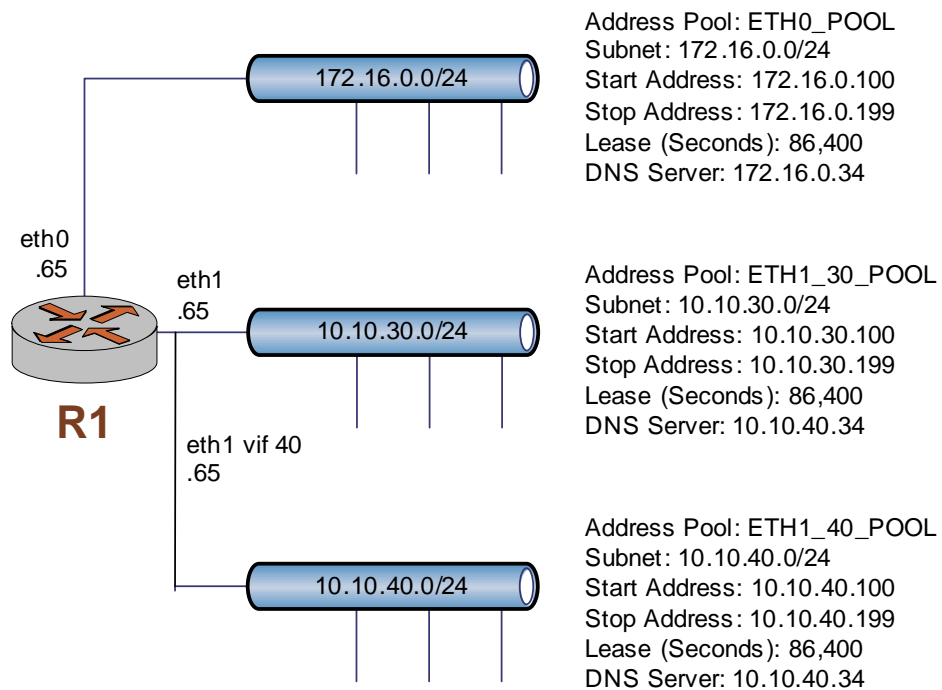 Address Pool: ETH0_POOL
Subnet: 172.16.0.0/24
Start Address: 172.16.0.100
Stop Address: 172.16.0.199
Lease (Seconds): 86,400
DNS Server: 172.16.0.34
172.16.0.0/24
eth0
.65
eth1
.65
R1
10.10.30.0/24
Address Pool: ETH1_30_POOL
Subnet: 10.10.30.0/24
Start Address: 10.10.30.100
Stop Address: 10.10.30.199
Lease (Seconds): 86,400
DNS Server: 10.10.40.34
eth1 vif 40
.65
10.10.40.0/24
Address Pool: ETH1_40_POOL
Subnet: 10.10.40.0/24
Start Address: 10.10.40.100
Stop Address: 10.10.40.199
Lease (Seconds): 86,400
DNS Server: 10.10.40.34